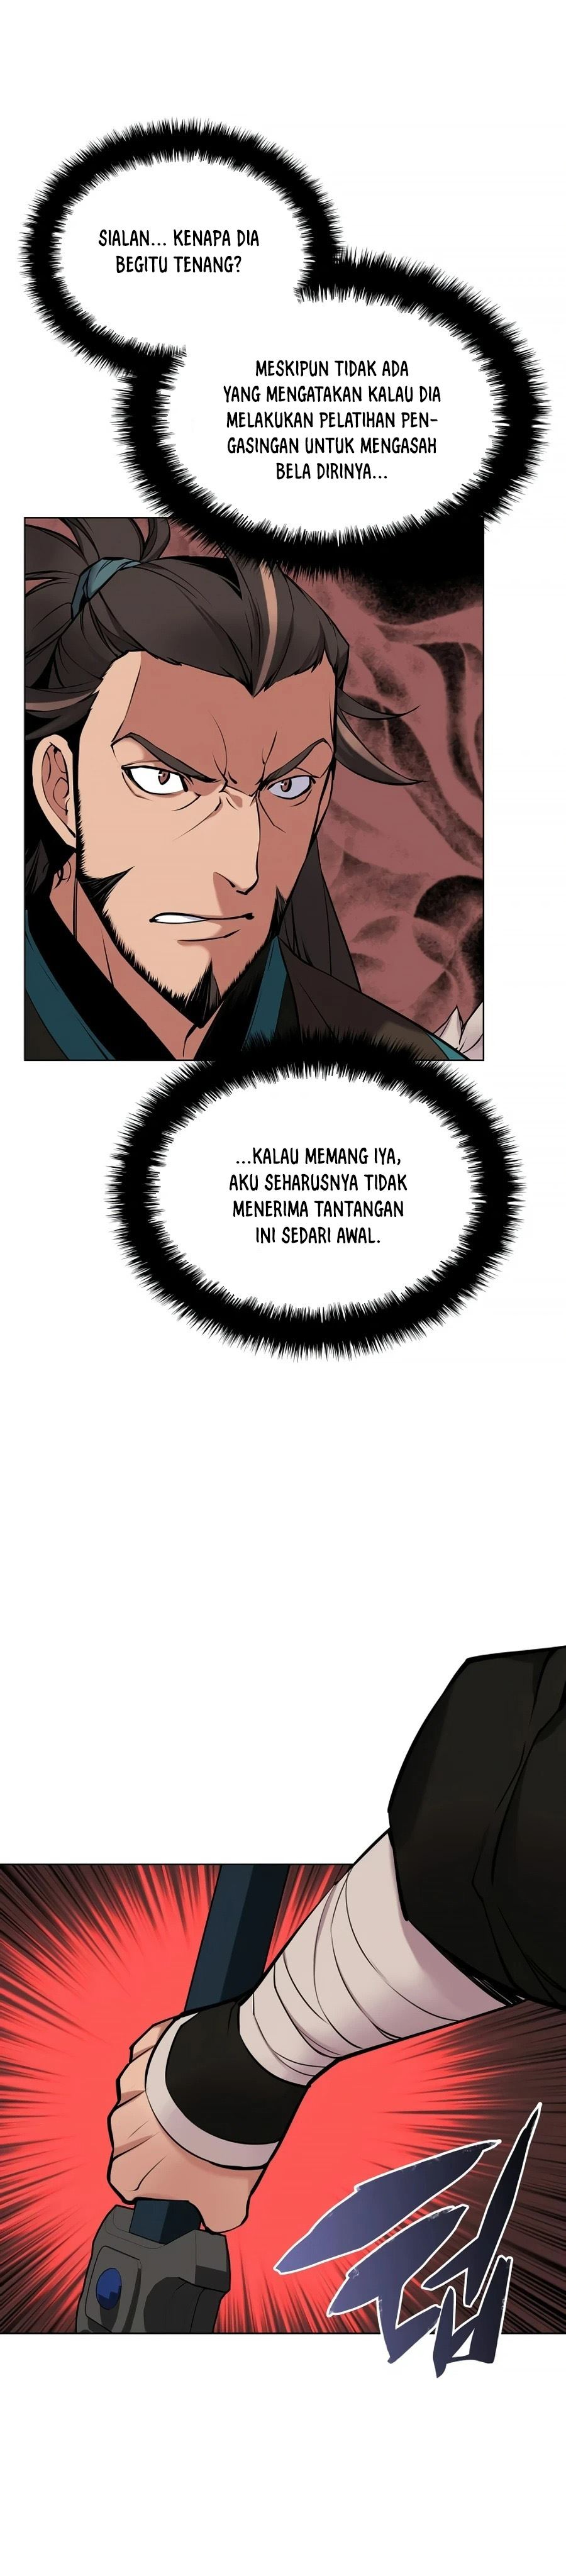 SIALAN... KENAPA DIA
BEGITU TENANG?
MESKIPUN TIDAK ADA
YANG MENGATAKAN KALAU DIA
MELAKUKAN PELATIHAN PEN-
GASINGAN UNTUK MENGASAH
BELA DIRINYA...
...KALAU MEMANG IYA,
AKU SEHARUSNYA TIDAK
MENERIMA TANTANGAN
INI SEDARI AWAL.